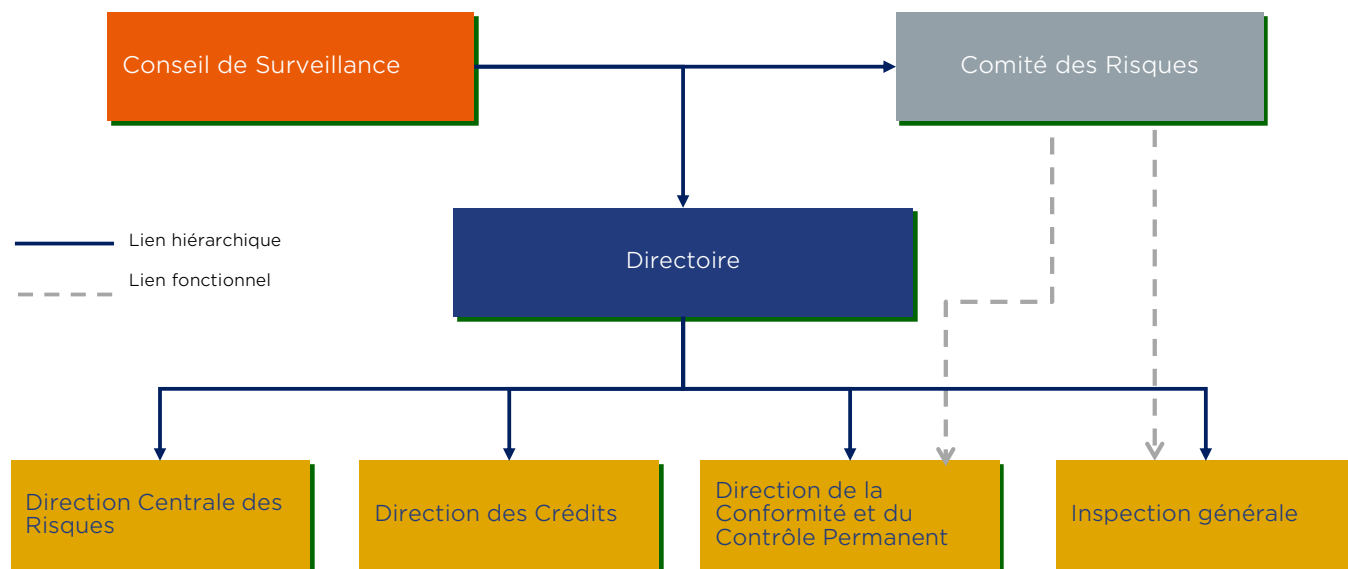 Conseil de Surveillance
Comité des Risques
Lien hiérarchique
Lien fonctionnel
Directoire
Direction Centrale des
Risques
Direction des Crédits
Direction de la
Conformité et du
Contrôle Permanent
Inspection générale